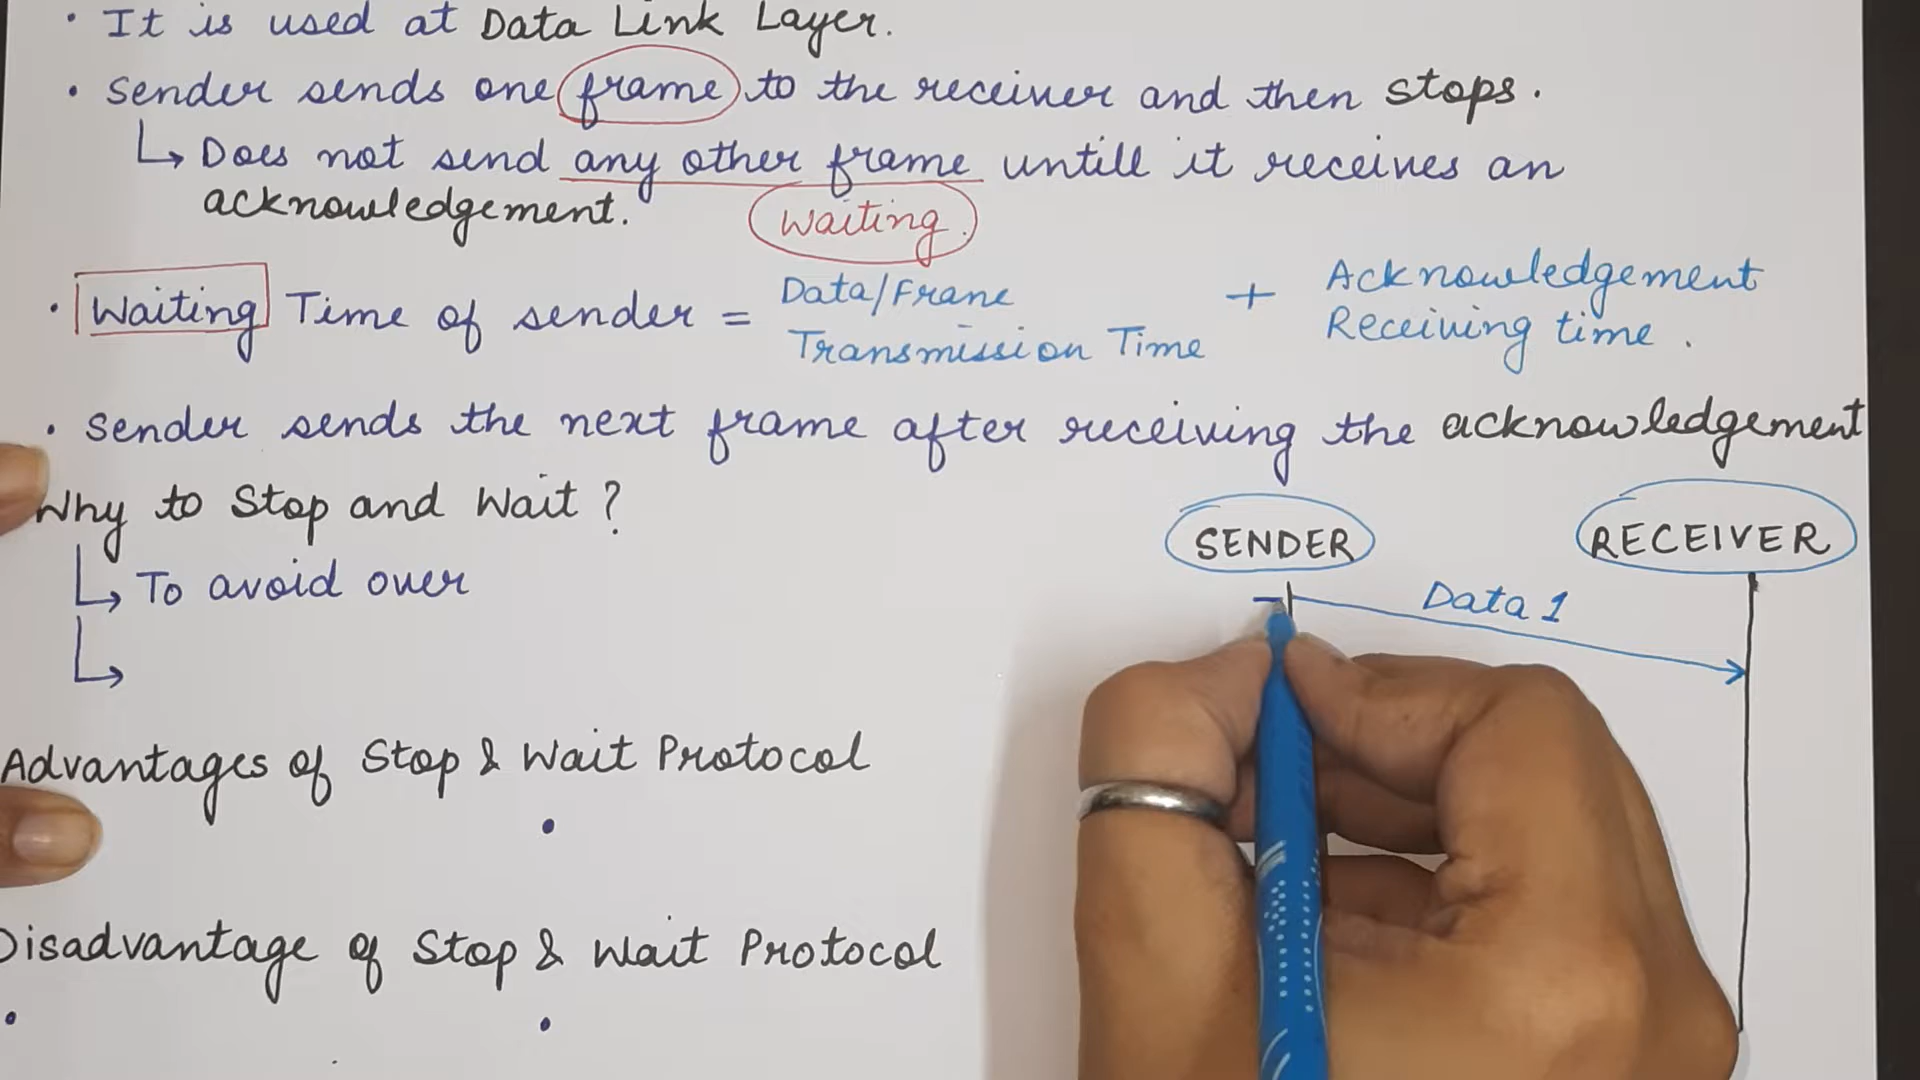 • It is used at Data Link Layer.
• Sender sends one frame to the receiver and then stops.
↳ Does not send any other frame untill it receives an
acknowledgement.
Waiting.
• Waiting Time of sender = Data/Frane Transmission Time + Acknowledgement Receiving time.
• Sender sends the next frame after receiving the acknowledgement
Why to Stop and Wait?
↳ To avoid over
↳
SENDER
RECEIVER
Data 1
Advantages of Stop & Wait Protocol
•
Disadvantage of Stop & Wait Protocol
• •